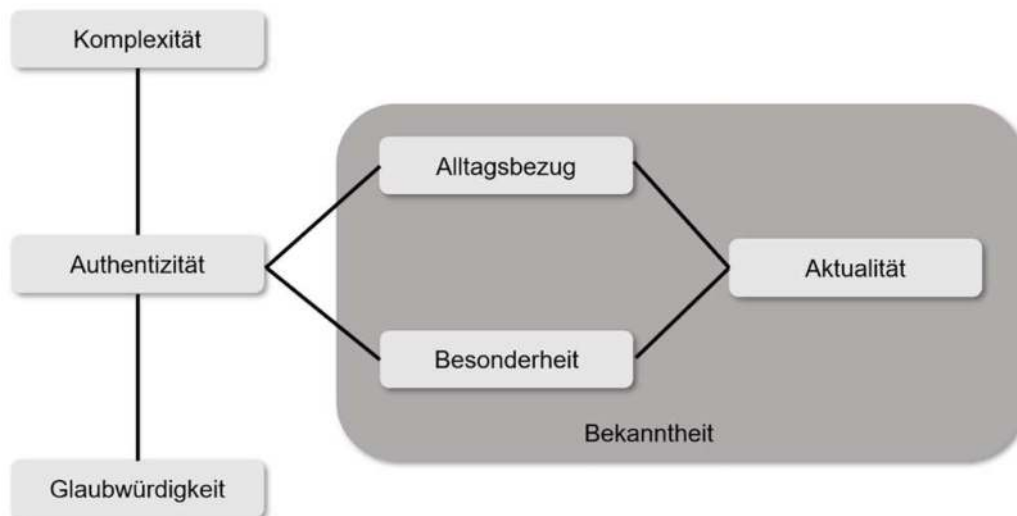 Komplexität
Alltagsbezug
Authentizität
Aktualität
Besonderheit
Bekanntheit
Glaubwürdigkeit